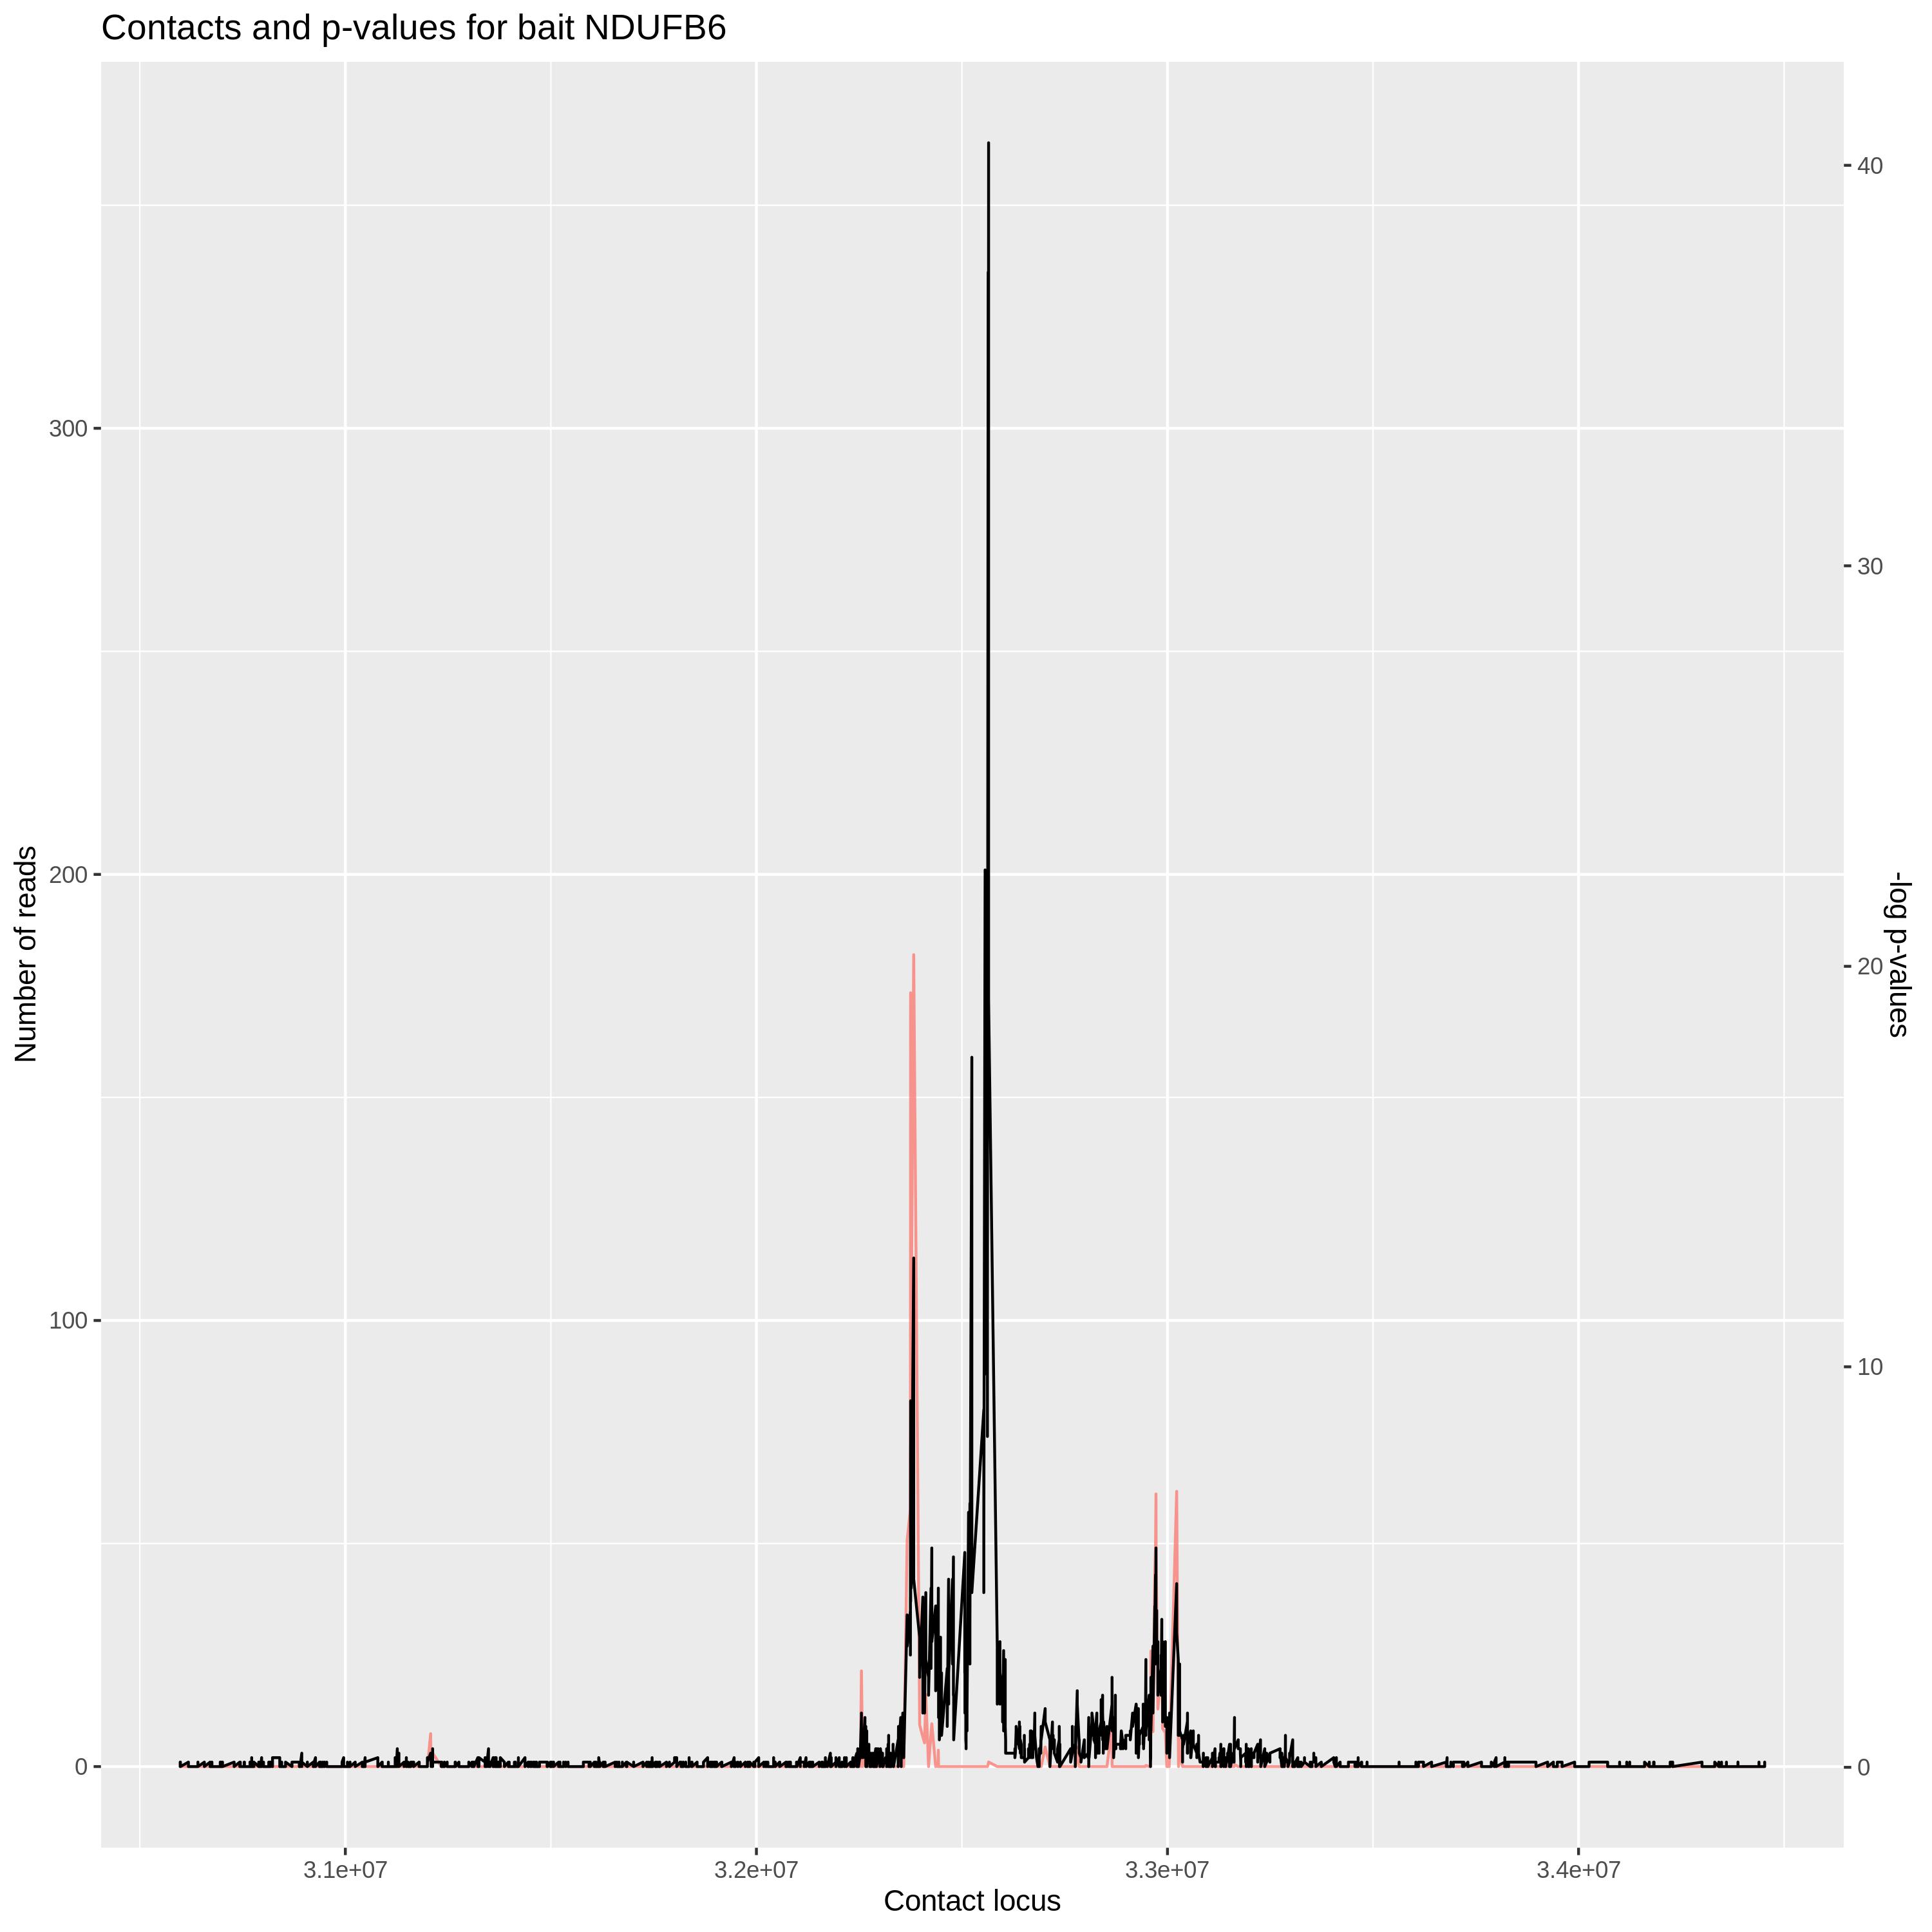 Contacts and p-values for bait NDUFB6
Number of reads
300
200
100
0
40
30
20
10
0
-log p-values
3.1e+07
3.2e+07
3.3e+07
3.4e+07
Contact locus